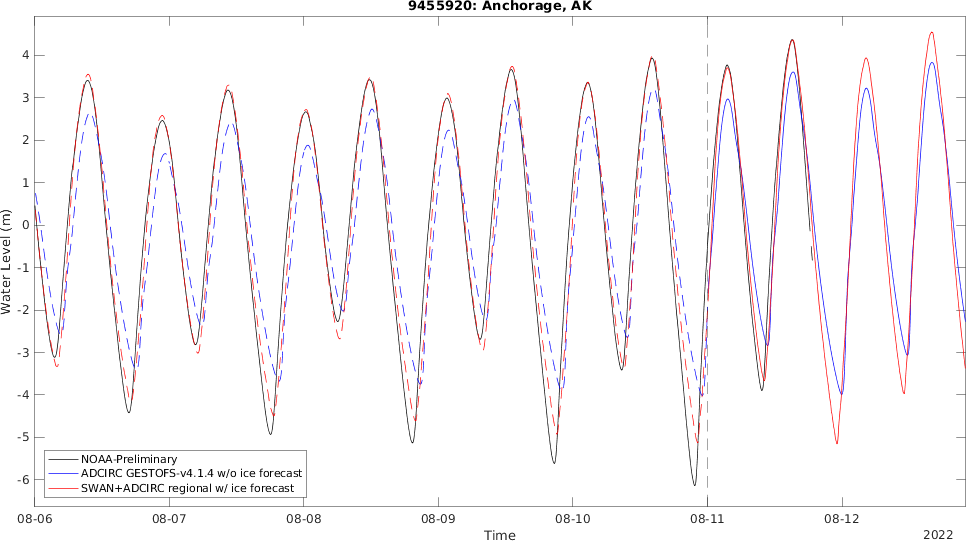 9455920: Anchorage, AK
Water Level (m)
4
3
2
1
0
-1
-2
-3
-4
-5
-6
NOAA-Preliminary
ADCIRC GESTOFS-v4.1.4 w/o ice forecast
SWAN+ADCIRC regional w/ ice forecast
08-06 08-07 08-08 08-09 08-10 08-11 08-12
Time
2022